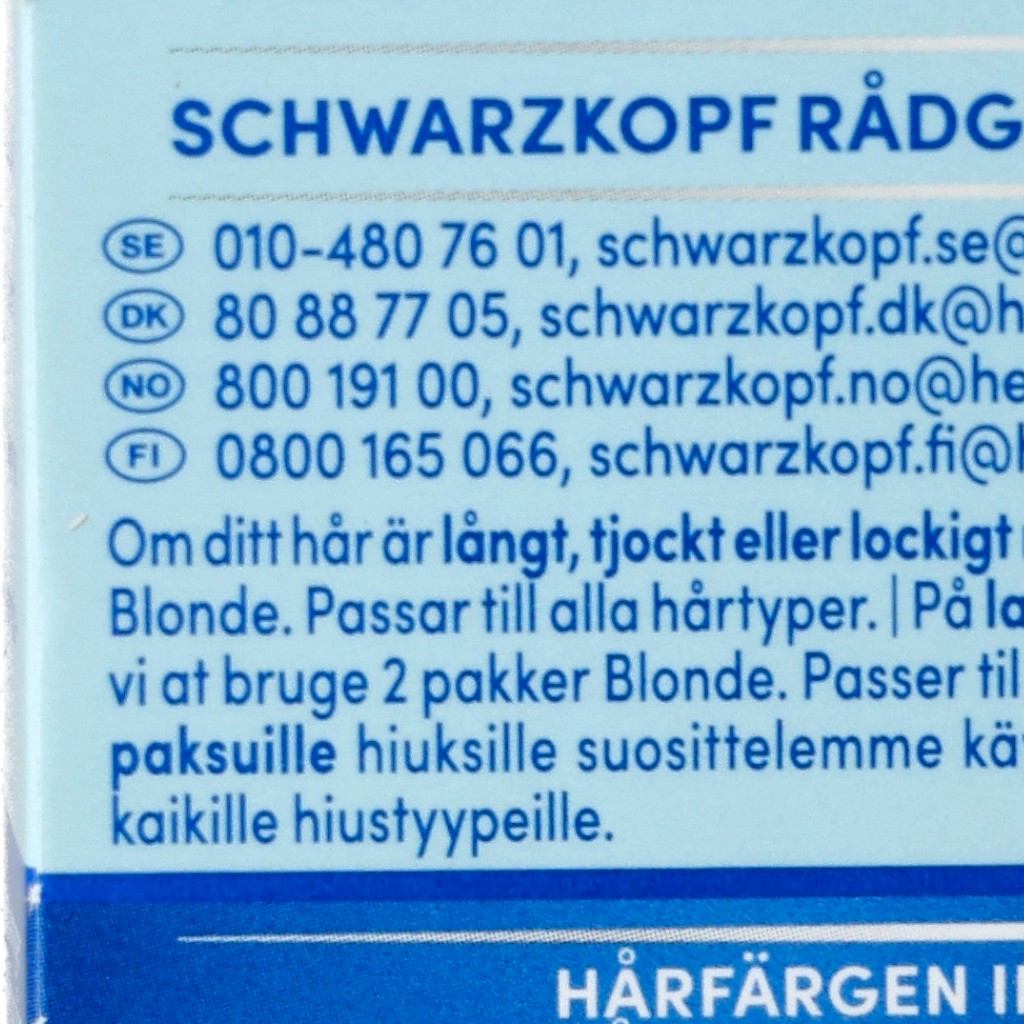 SCHWARZKOPF RÅDG
SE 010-480 76 01, schwarzkopf.se@
DK 80 88 77 05, schwarzkopf.dk@h
NO 800 191 00, schwarzkopf.no@he
FI 0800 165 066, schwarzkopf.fi@h
Om ditt hår är långt, tjockt eller lockigt
Blonde. Passar till alla hårtyper. | På la
vi at bruge 2 pakker Blonde. Passer til
paksuille hiuksille suosittelemme kä
kaikille hiustyypeille.
HÅRFÄRGEN I